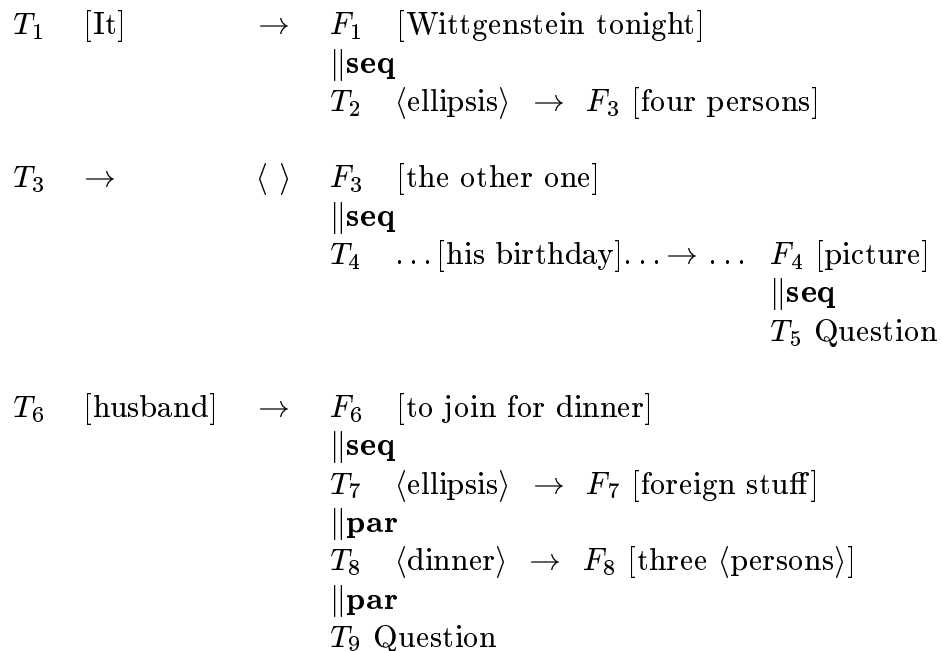 T₁ [It] → F₁ [Wittgenstein tonight]
‖seq
T₂ ⟨ellipsis⟩ → F₃ [four persons]
T₃ → ⟨ ⟩ F₃ [the other one]
‖seq
T₄ ...[his birthday]...→ ... F₄ [picture]
‖seq
T₅ Question
T₆ [husband] → F₆ [to join for dinner]
‖seq
T₇ ⟨ellipsis⟩ → F₇ [foreign stuff]
‖par
T₈ ⟨dinner⟩ → F₈ [three ⟨persons⟩]
‖par
T₉ Question